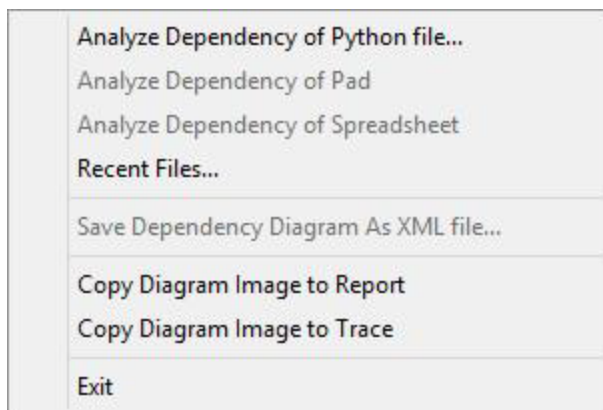 Analyze Dependency of Python file...
Analyze Dependency of Pad
Analyze Dependency of Spreadsheet
Recent Files...
Save Dependency Diagram As XML file...
Copy Diagram Image to Report
Copy Diagram Image to Trace
Exit